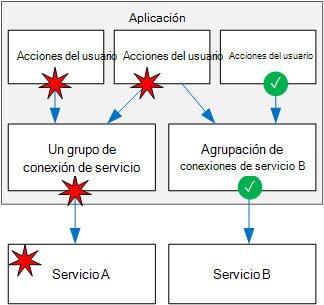 Aplicación
Acciones del usuario
Acciones del usuario
Acciones del usuario
Un grupo de
conexión de servicio
Agrupación de
conexiones de servicio B
Servicio A
Servicio B